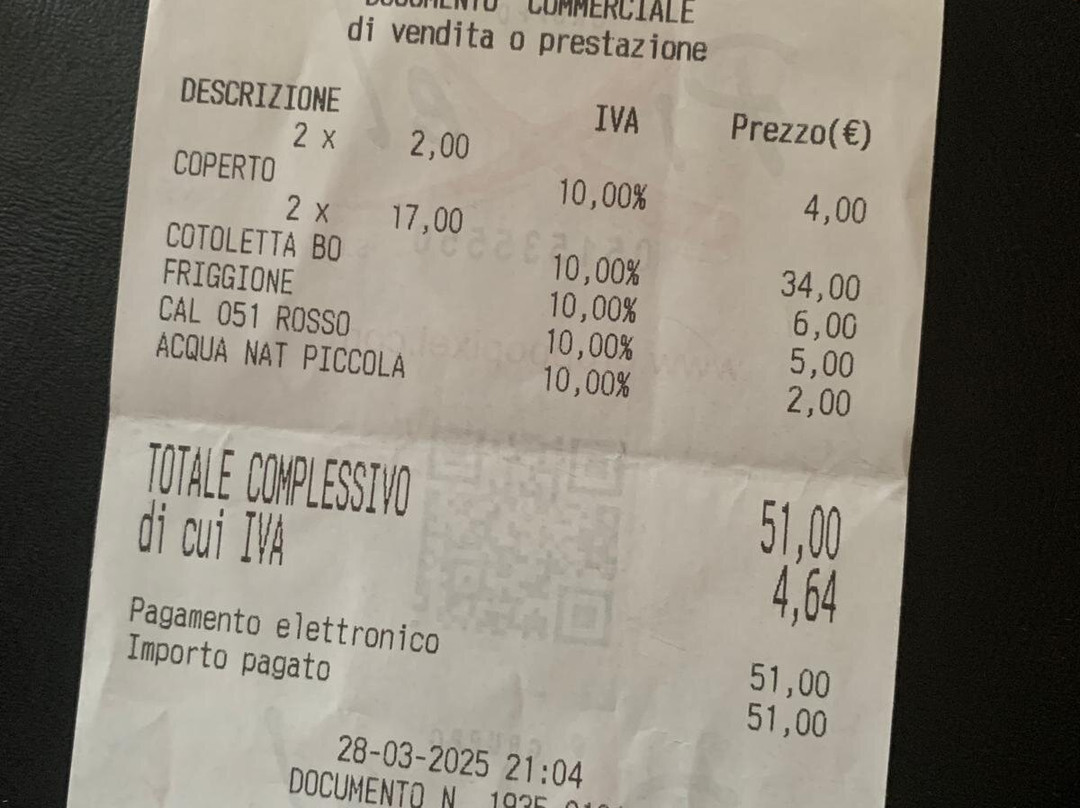 DOCUMENTO COMMERCIALE
di vendita o prestazione
DESCRIZIONE IVA Prezzo(€)
2 x 2,00
COPERTO 10,00% 4,00
2 x 17,00
COTOLETTA BO 10,00% 34,00
FRIGGIONE 10,00% 6,00
CAL 051 ROSSO 10,00% 5,00
ACQUA NAT PICCOLA 10,00% 2,00
TOTALE COMPLESSIVO 51,00
di cui IVA 4,64
Pagamento elettronico 51,00
Importo pagato 51,00
28-03-2025 21:04
DOCUMENTO N.